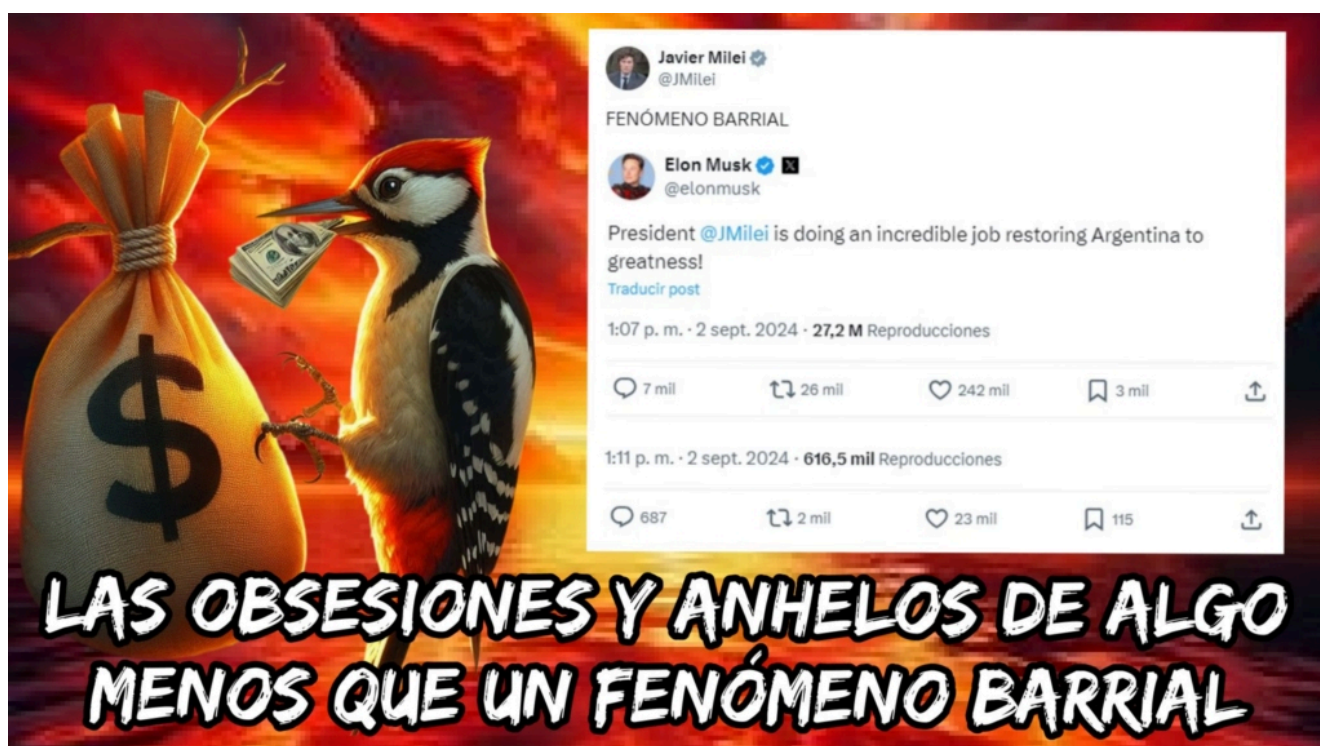 Javier Milei
@JMilei
FENÓMENO BARRIAL
Elon Musk X
@elonmusk
President @JMilei is doing an incredible job restoring Argentina to
greatness!
Traducir post
1:07 p. m. · 2 sept. 2024 · 27,2 M Reproducciones
7 mil 26 mil 242 mil 3 mil
1:11 p. m. · 2 sept. 2024 · 616,5 mil Reproducciones
687 2 mil 23 mil 115
$
LAS OBSESIONES Y ANHELOS DE ALGO
MENOS QUE UN FENÓMENO BARRIAL